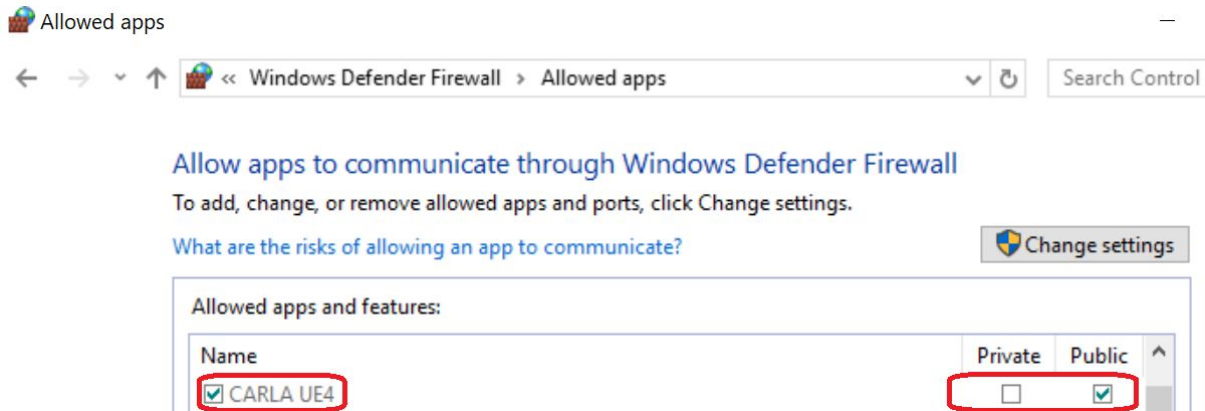 Allowed apps
« Windows Defender Firewall > Allowed apps
Search Control
Allow apps to communicate through Windows Defender Firewall
To add, change, or remove allowed apps and ports, click Change settings.
What are the risks of allowing an app to communicate?
Change settings
Allowed apps and features:
Name Private Public
CARLA UE4